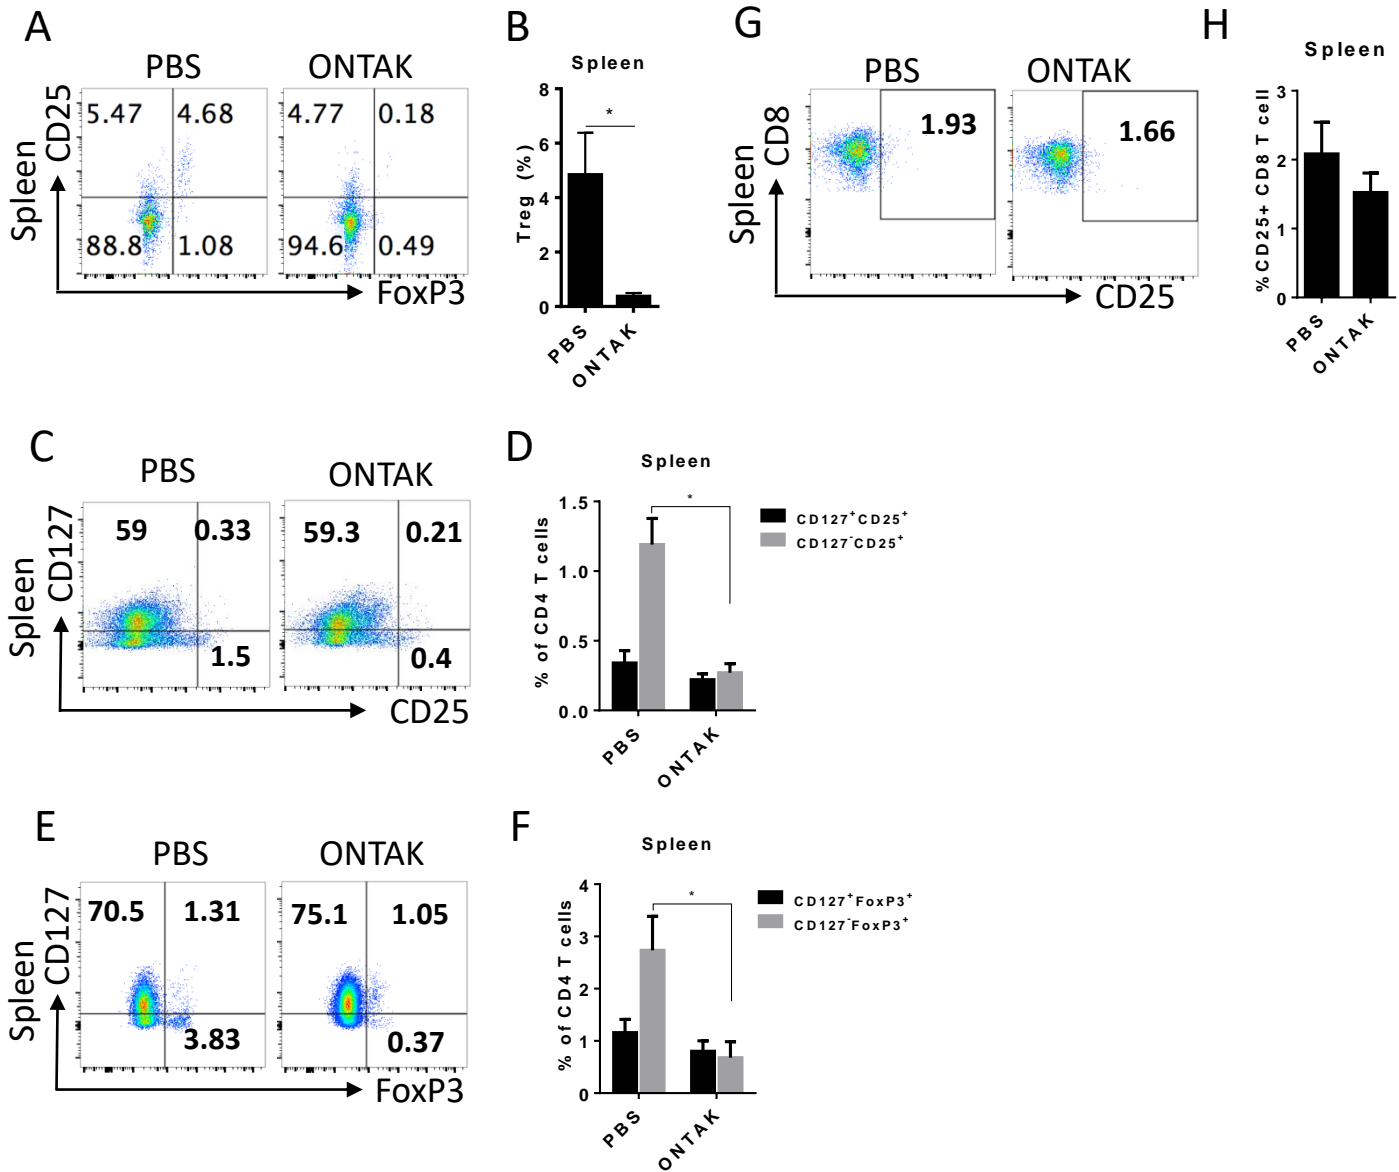 A
PBS
ONTAK
Spleen
CD25
5.47
4.68
88.8
1.08
4.77
0.18
94.6
0.49
FoxP3
B
Spleen
Treg (%)
8
6
4
2
0
*
PBS
ONTAK
G
PBS
ONTAK
Spleen
CD8
1.93
1.66
CD25
H
Spleen
%CD25+ CD8 T cell
3
2
1
0
PBS
ONTAK
C
PBS
ONTAK
Spleen
CD127
59
0.33
1.5
59.3
0.21
0.4
CD25
D
Spleen
% of CD4 T cells
1.5
1.0
0.5
0.0
*
PBS
ONTAK
CD127⁺CD25⁺
CD127⁻CD25⁺
E
PBS
ONTAK
Spleen
CD127
70.5
1.31
3.83
75.1
1.05
0.37
FoxP3
F
Spleen
% of CD4 T cells
4
3
2
1
0
*
PBS
ONTAK
CD127⁺FoxP3⁺
CD127⁻FoxP3⁺